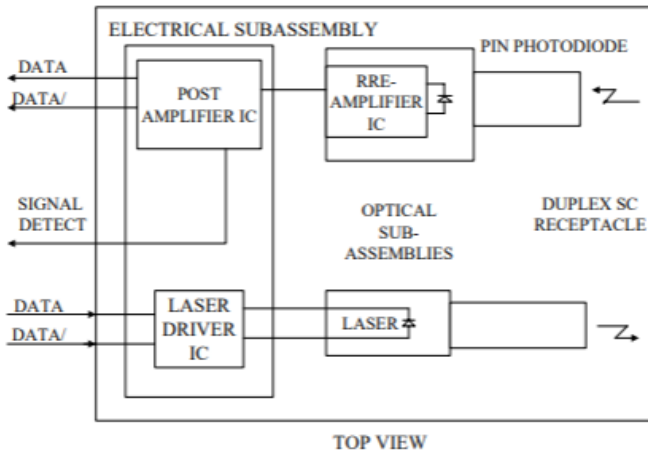 ELECTRICAL SUBASSEMBLY
PIN PHOTODIODE
DATA
DATA/
POST
AMPLIFIER IC
RRE-
AMPLIFIER
IC
SIGNAL
DETECT
OPTICAL
SUB-
ASSEMBLIES
DUPLEX SC
RECEPTACLE
DATA
DATA/
LASER
DRIVER
IC
LASER
TOP VIEW